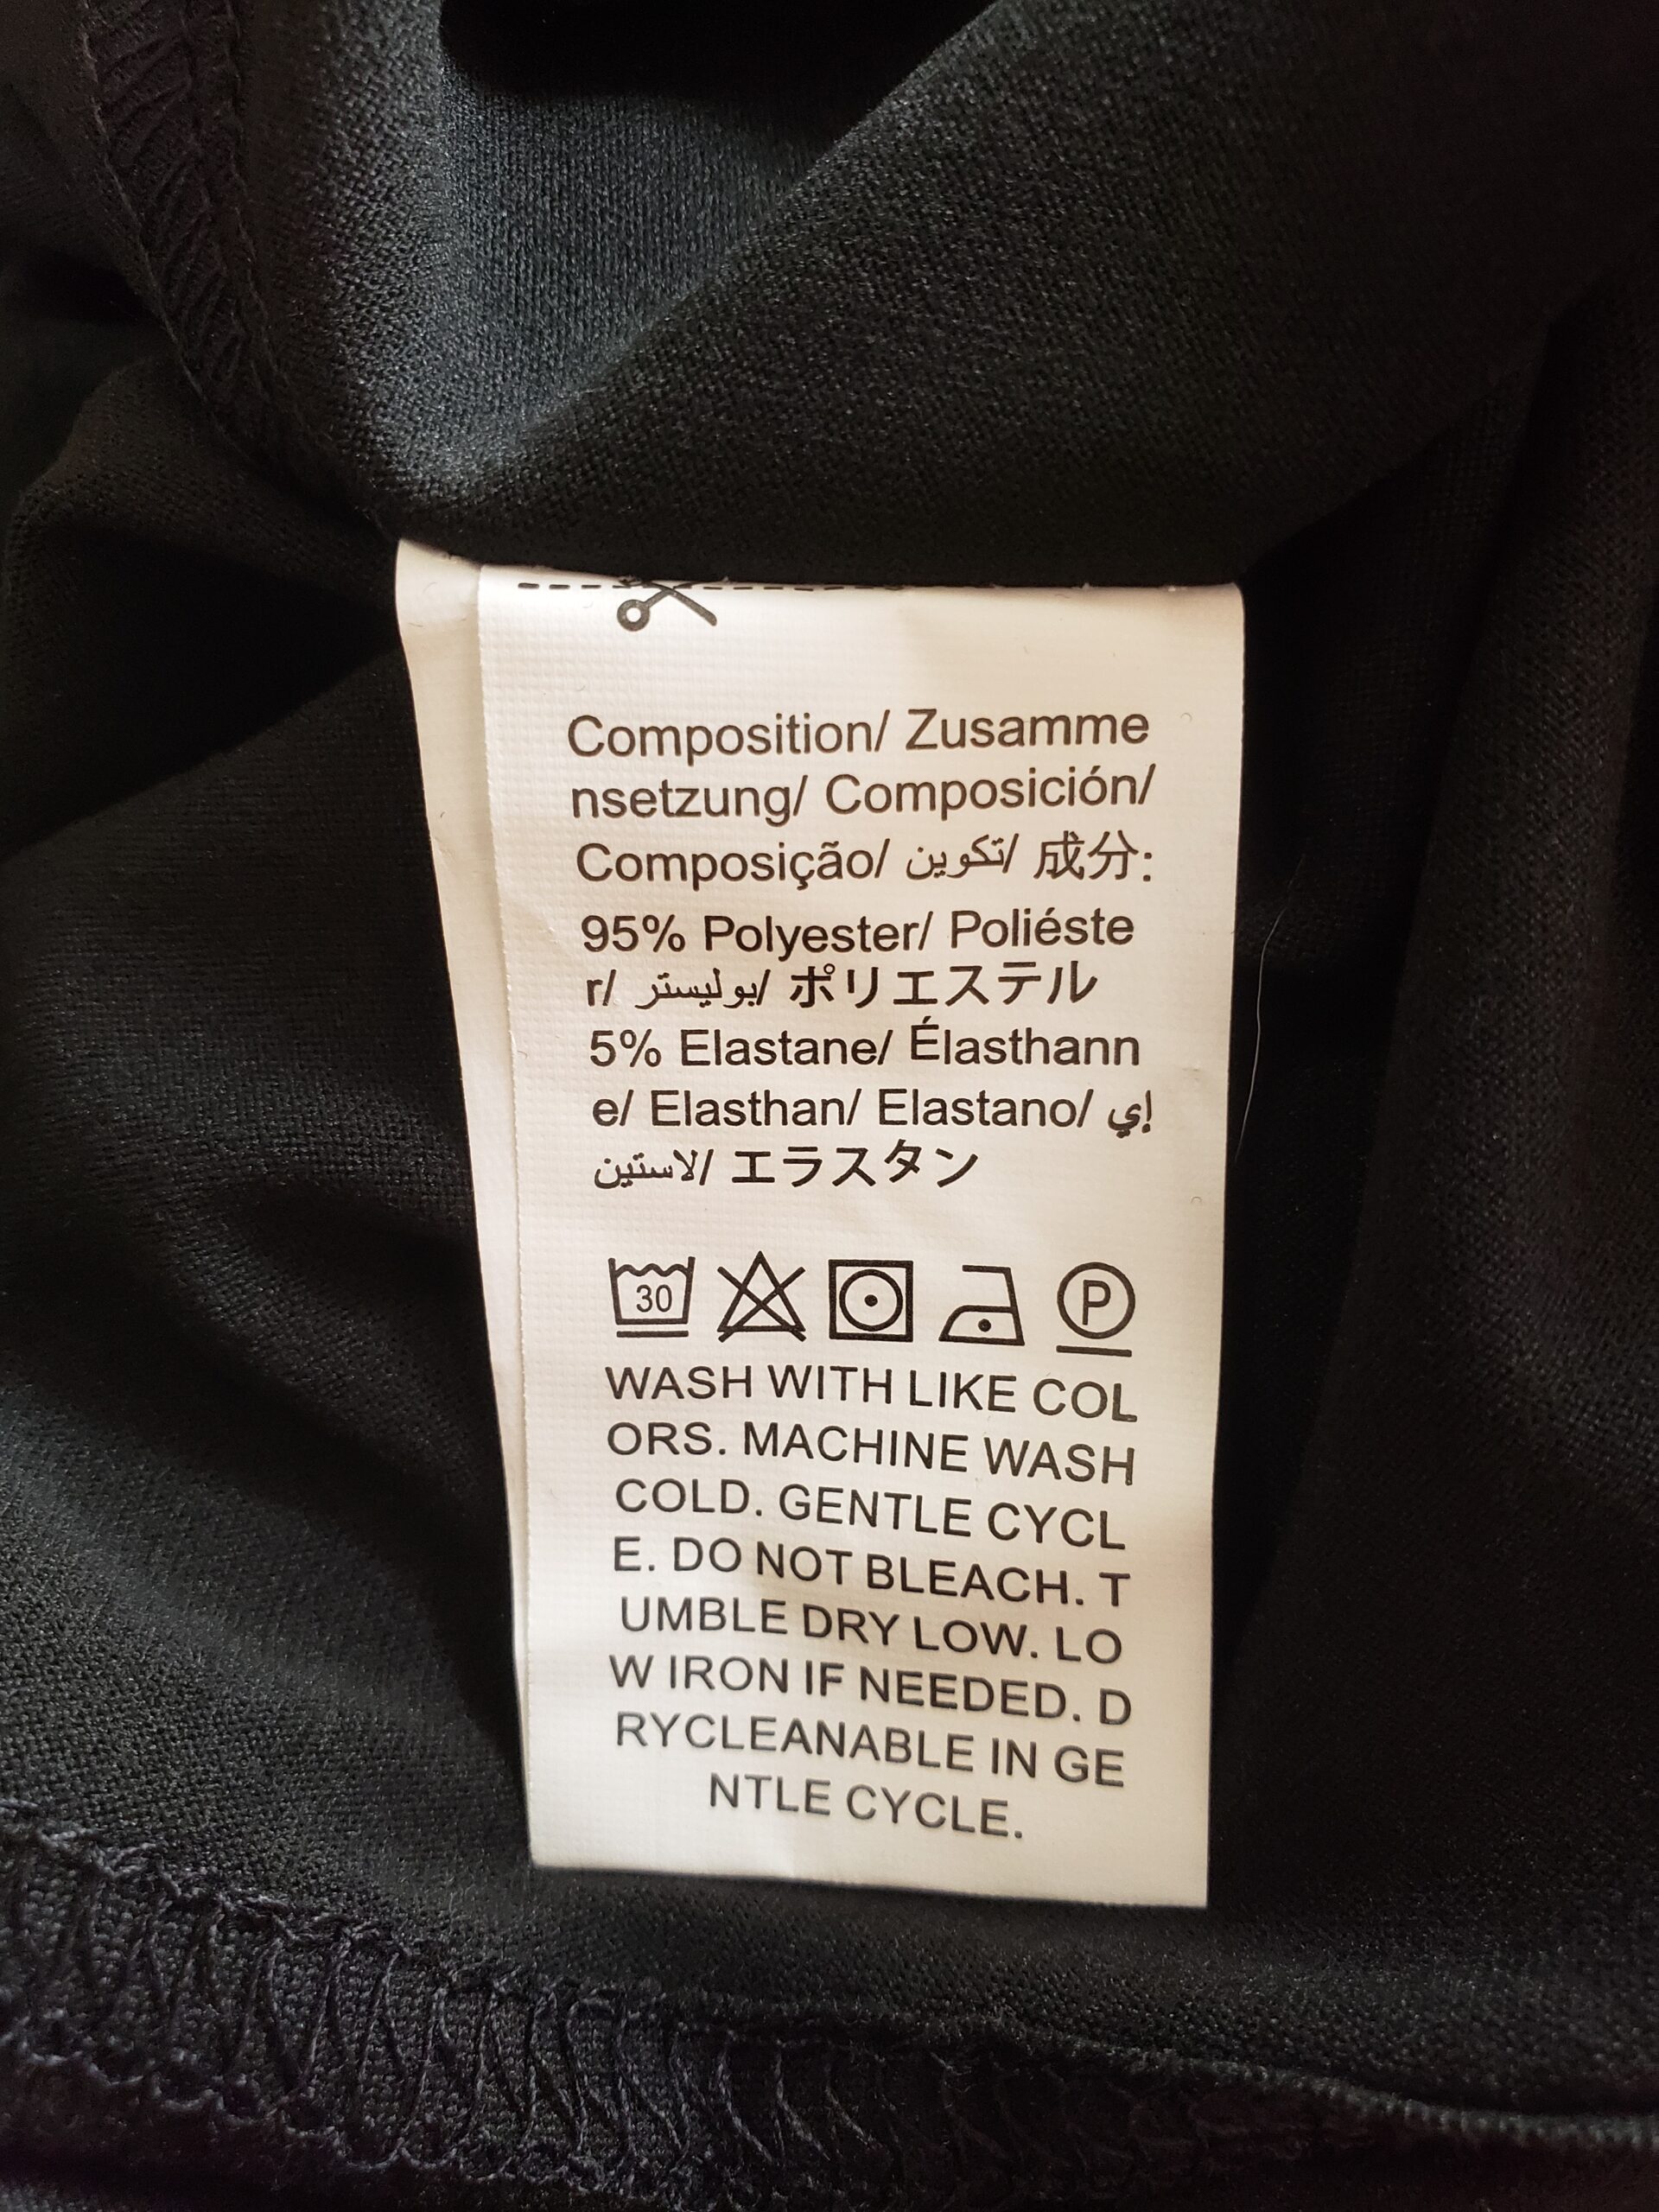 Composition/ Zusamme
nsetzung/ Composición/
Composição/ تكوين/ 成分:
95% Polyester/ Poliéste
r/ بوليستر/ ポリエステル
5% Elastane/ Élasthann
e/ Elasthan/ Elastano/ إي
لاستين/ エラスタン
30 P
WASH WITH LIKE COL
ORS. MACHINE WASH
COLD. GENTLE CYCL
E. DO NOT BLEACH. T
UMBLE DRY LOW. LO
W IRON IF NEEDED. D
RYCLEANABLE IN GE
NTLE CYCLE.